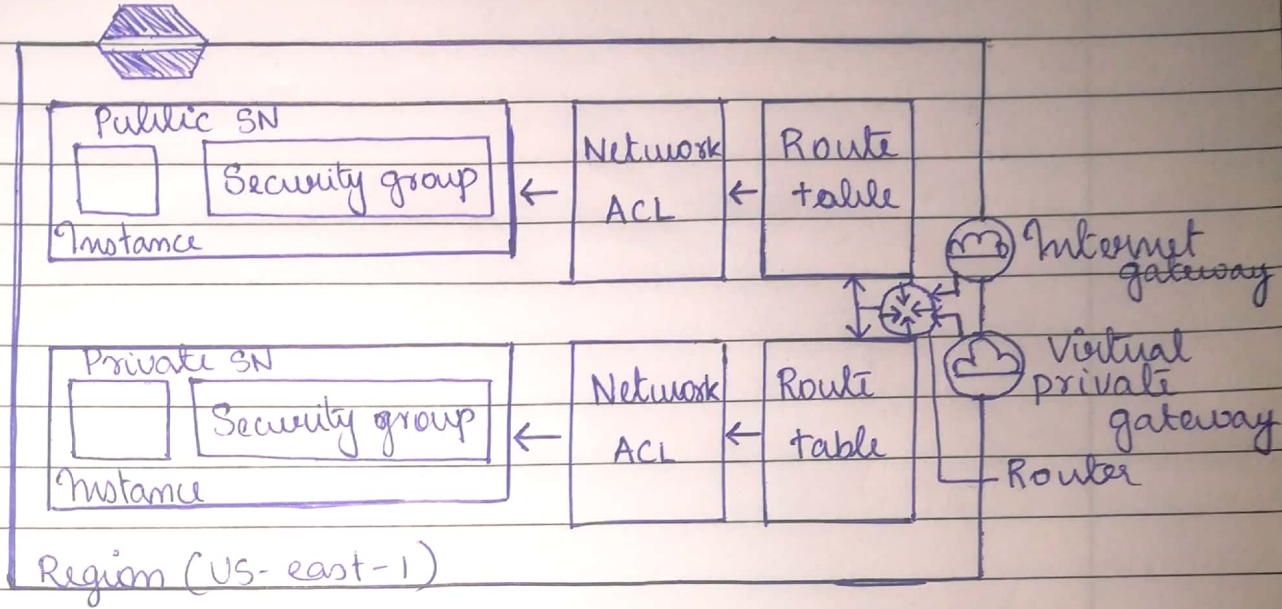 Public SN
Security group
Instance
Network
ACL
Route
table
Internet
gateway
Private SN
Security group
Instance
Network
ACL
Route
table
Virtual
private
gateway
Router
Region (US-east-1)